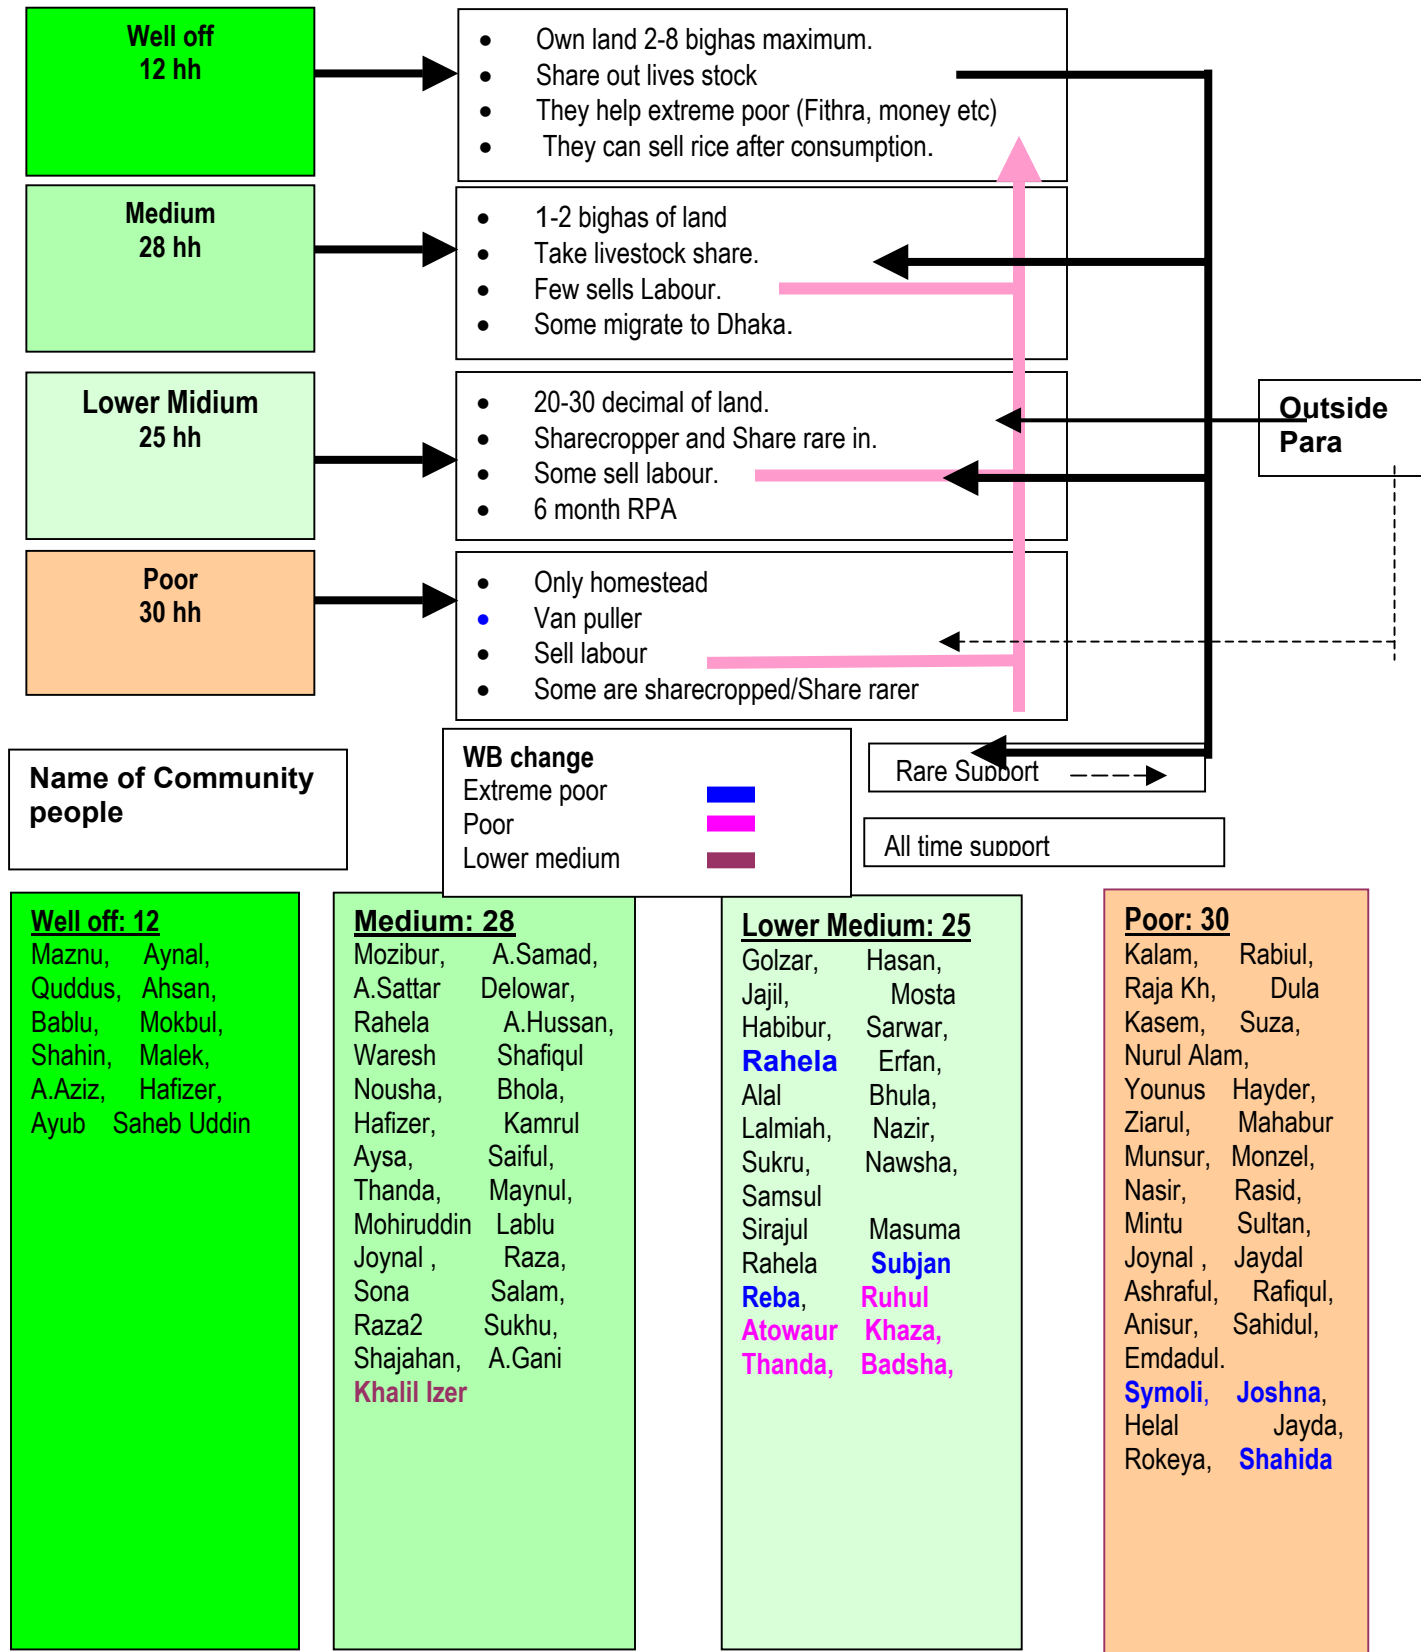 Well off
12 hh
• Own land 2-8 bighas maximum.
• Share out lives stock
• They help extreme poor (Fithra, money etc)
• They can sell rice after consumption.
Medium
28 hh
• 1-2 bighas of land
• Take livestock share.
• Few sells Labour.
• Some migrate to Dhaka.
Lower Midium
25 hh
• 20-30 decimal of land.
• Sharecropper and Share rare in.
• Some sell labour.
• 6 month RPA
Outside
Para
Poor
30 hh
• Only homestead
• Van puller
• Sell labour
• Some are sharecropped/Share rarer
Name of Community
people
WB change
Extreme poor
Poor
Lower medium
Rare Support
All time support
Well off: 12
Maznu, Aynal,
Quddus, Ahsan,
Bablu, Mokbul,
Shahin, Malek,
A.Aziz, Hafizer,
Ayub Saheb Uddin
Medium: 28
Mozibur, A.Samad,
A.Sattar Delowar,
Rahela A.Hussan,
Waresh Shafiqul
Nousha, Bhola,
Hafizer, Kamrul
Aysa, Saiful,
Thanda, Maynul,
Mohiruddin Lablu
Joynal , Raza,
Sona Salam,
Raza2 Sukhu,
Shajahan, A.Gani
Khalil Izer
Lower Medium: 25
Golzar, Hasan,
Jajil, Mosta
Habibur, Sarwar,
Rahela Erfan,
Alal Bhula,
Lalmiah, Nazir,
Sukru, Nawsha,
Samsul
Sirajul Masuma
Rahela Subjan
Reba, Ruhul
Atowaur Khaza,
Thanda, Badsha,
Poor: 30
Kalam, Rabiul,
Raja Kh, Dula
Kasem, Suza,
Nurul Alam,
Younus Hayder,
Ziarul, Mahabur
Munsur, Monzel,
Nasir, Rasid,
Mintu Sultan,
Joynal , Jaydal
Ashraful, Rafiqul,
Anisur, Sahidul,
Emdadul.
Symoli, Joshna,
Helal Jayda,
Rokeya, Shahida